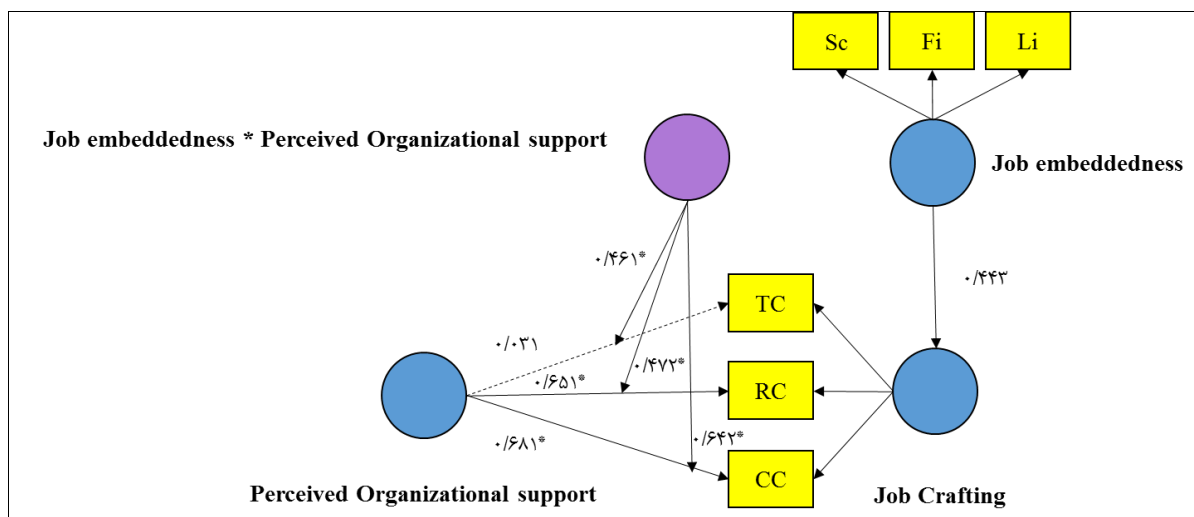 Sc
Fi
Li
Job embeddedness * Perceived Organizational support
Job embeddedness
۰/۴۶۱*
۰/۴۴۳
TC
۰/۰۳۱
۰/۴۷۲*
۰/۶۵۱*
RC
۰/۶۸۱*
۰/۶۴۲*
CC
Perceived Organizational support
Job Crafting